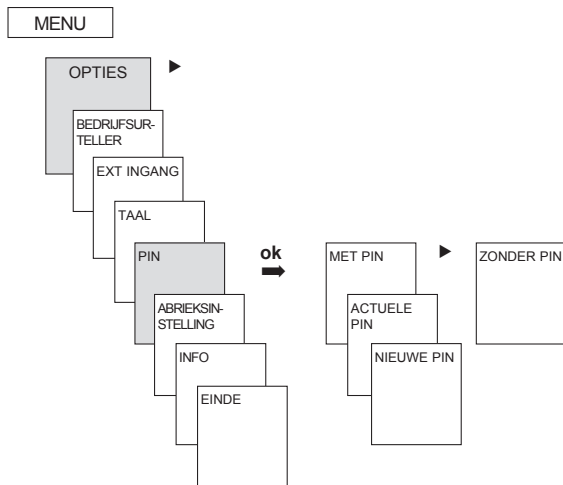 MENU
OPTIES
BEDRIJFSUR-
TELLER
EXT INGANG
TAAL
PIN
ABRIEKSIN-
STELLING
INFO
EINDE
ok
MET PIN
ACTUELE
PIN
NIEUWE PIN
ZONDER PIN